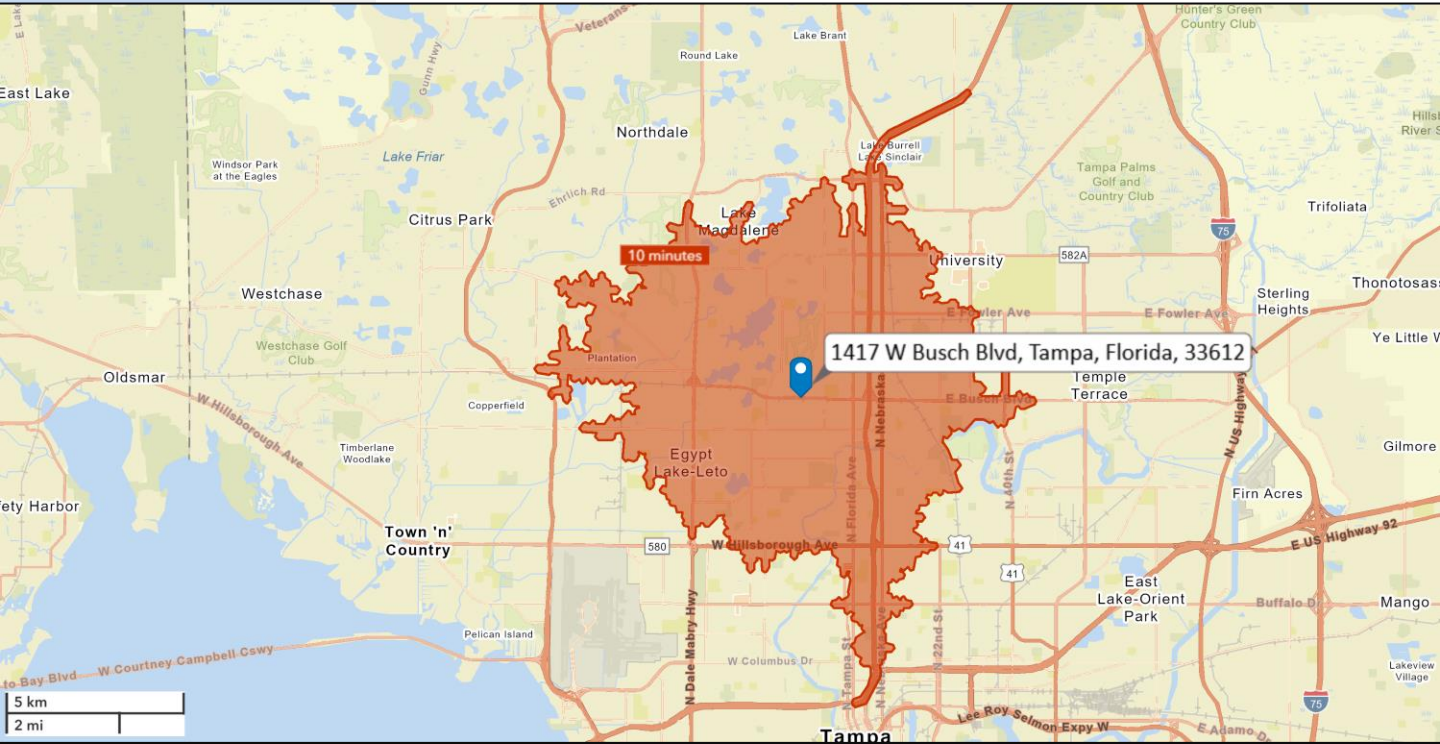 Hunter's Green
Country Club
Veterans
Lake Brant
Round Lake
E Lake
Gunn Hwy
East Lake
Northdale
Lake Burrell
Lake Sinclair
Windsor Park
at the Eagles
Lake Friar
Ehrlich Rd
Tampa Palms
Golf and
Country Club
Hills
River S
Citrus Park
Lake
Magdalene
Trifoliata
75
10 minutes
University
582A
Westchase
Sterling
Heights
Thonotosas
E Fowler Ave
E Fowler Ave
Westchase Golf
Club
Plantation
1417 W Busch Blvd, Tampa, Florida, 33612
Ye Little W
Oldsmar
Temple
Terrace
Copperfield
N Nebraska
E Busch Blvd
W Hillsborough Ave
N US Highway
Timberlane
Woodlake
Egypt
Lake-Leto
Gilmore
N Florida Ave
N 40th St
fety Harbor
Firn Acres
Town 'n'
Country
580
W Hillsborough Ave
41
E US Highway 92
41
East
Lake-Orient
Park
Buffalo D
Mango
Pelican Island
N Dale Mabry Hwy
W Columbus Dr
N Tampa St
N 22nd St
W Courtney Campbell Cswy
to Bay Blvd
Lakeview
Village
5 km
2 mi
75
Lee Roy Selmon Expy W
E Adamo Dr
Tampa